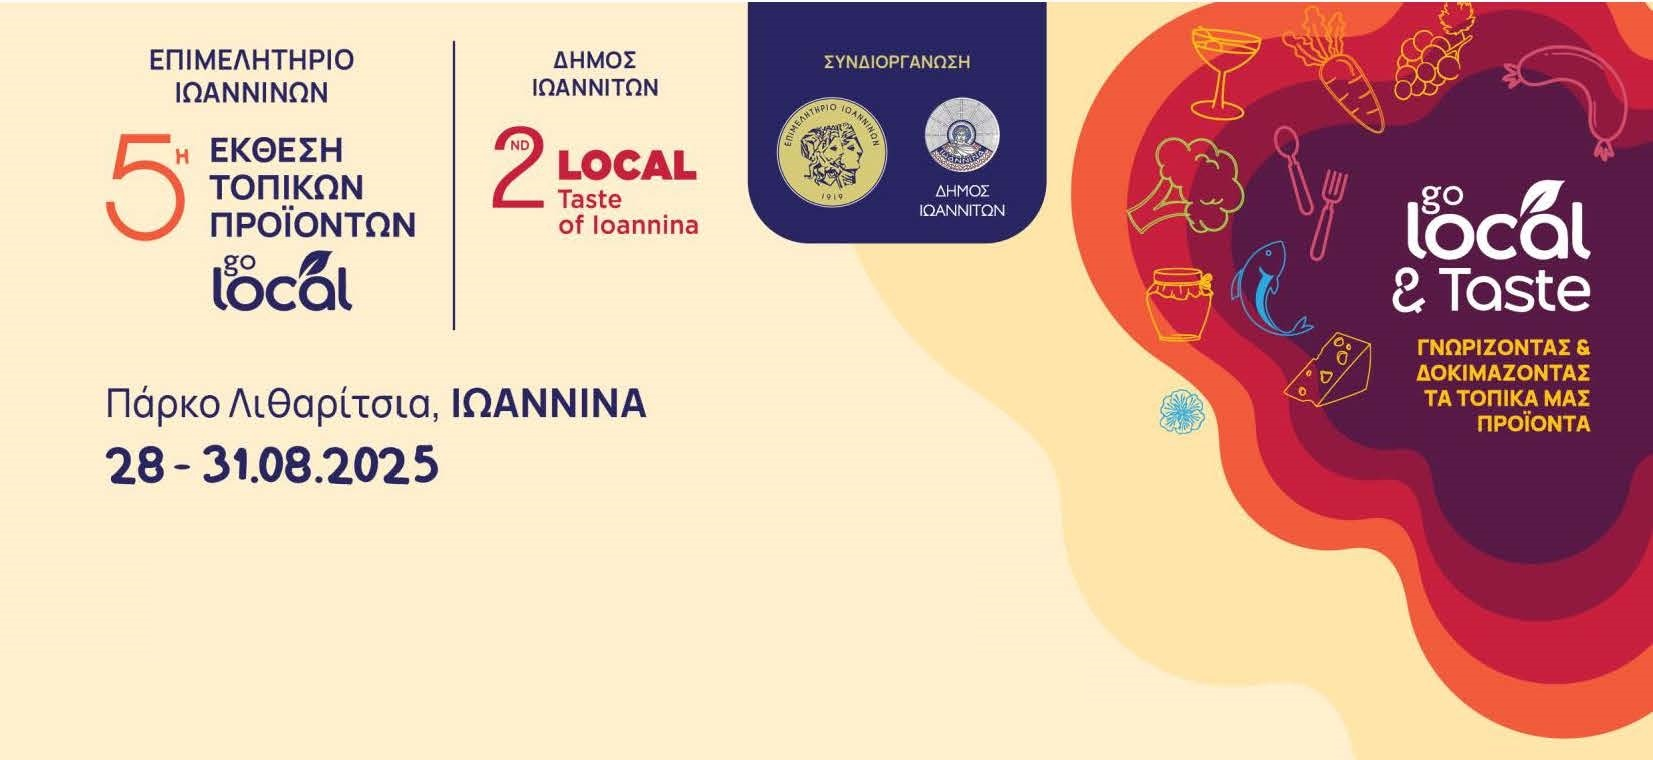 ΕΠΙΜΕΛΗΤΗΡΙΟ
ΙΩΑΝΝΙΝΩΝ
5Η
ΕΚΘΕΣΗ
ΤΟΠΙΚΩΝ
ΠΡΟΪΟΝΤΩΝ
go
local
ΔΗΜΟΣ
ΙΩΑΝΝΙΤΩΝ
2ND
LOCAL
Taste
of Ioannina
ΣΥΝΔΙΟΡΓΑΝΩΣΗ
ΕΠΙΜΕΛΗΤΗΡΙΟ ΙΩΑΝΝΙΝΩΝ
1919
ΙΩΑΝΝΙΝΑ
ΔΗΜΟΣ
ΙΩΑΝΝΙΤΩΝ
go
local
& Taste
ΓΝΩΡΙΖΟΝΤΑΣ &
ΔΟΚΙΜΑΖΟΝΤΑΣ
ΤΑ ΤΟΠΙΚΑ ΜΑΣ
ΠΡΟΪΟΝΤΑ
Πάρκο Λιθαρίτσια, ΙΩΑΝΝΙΝΑ
28 - 31.08.2025